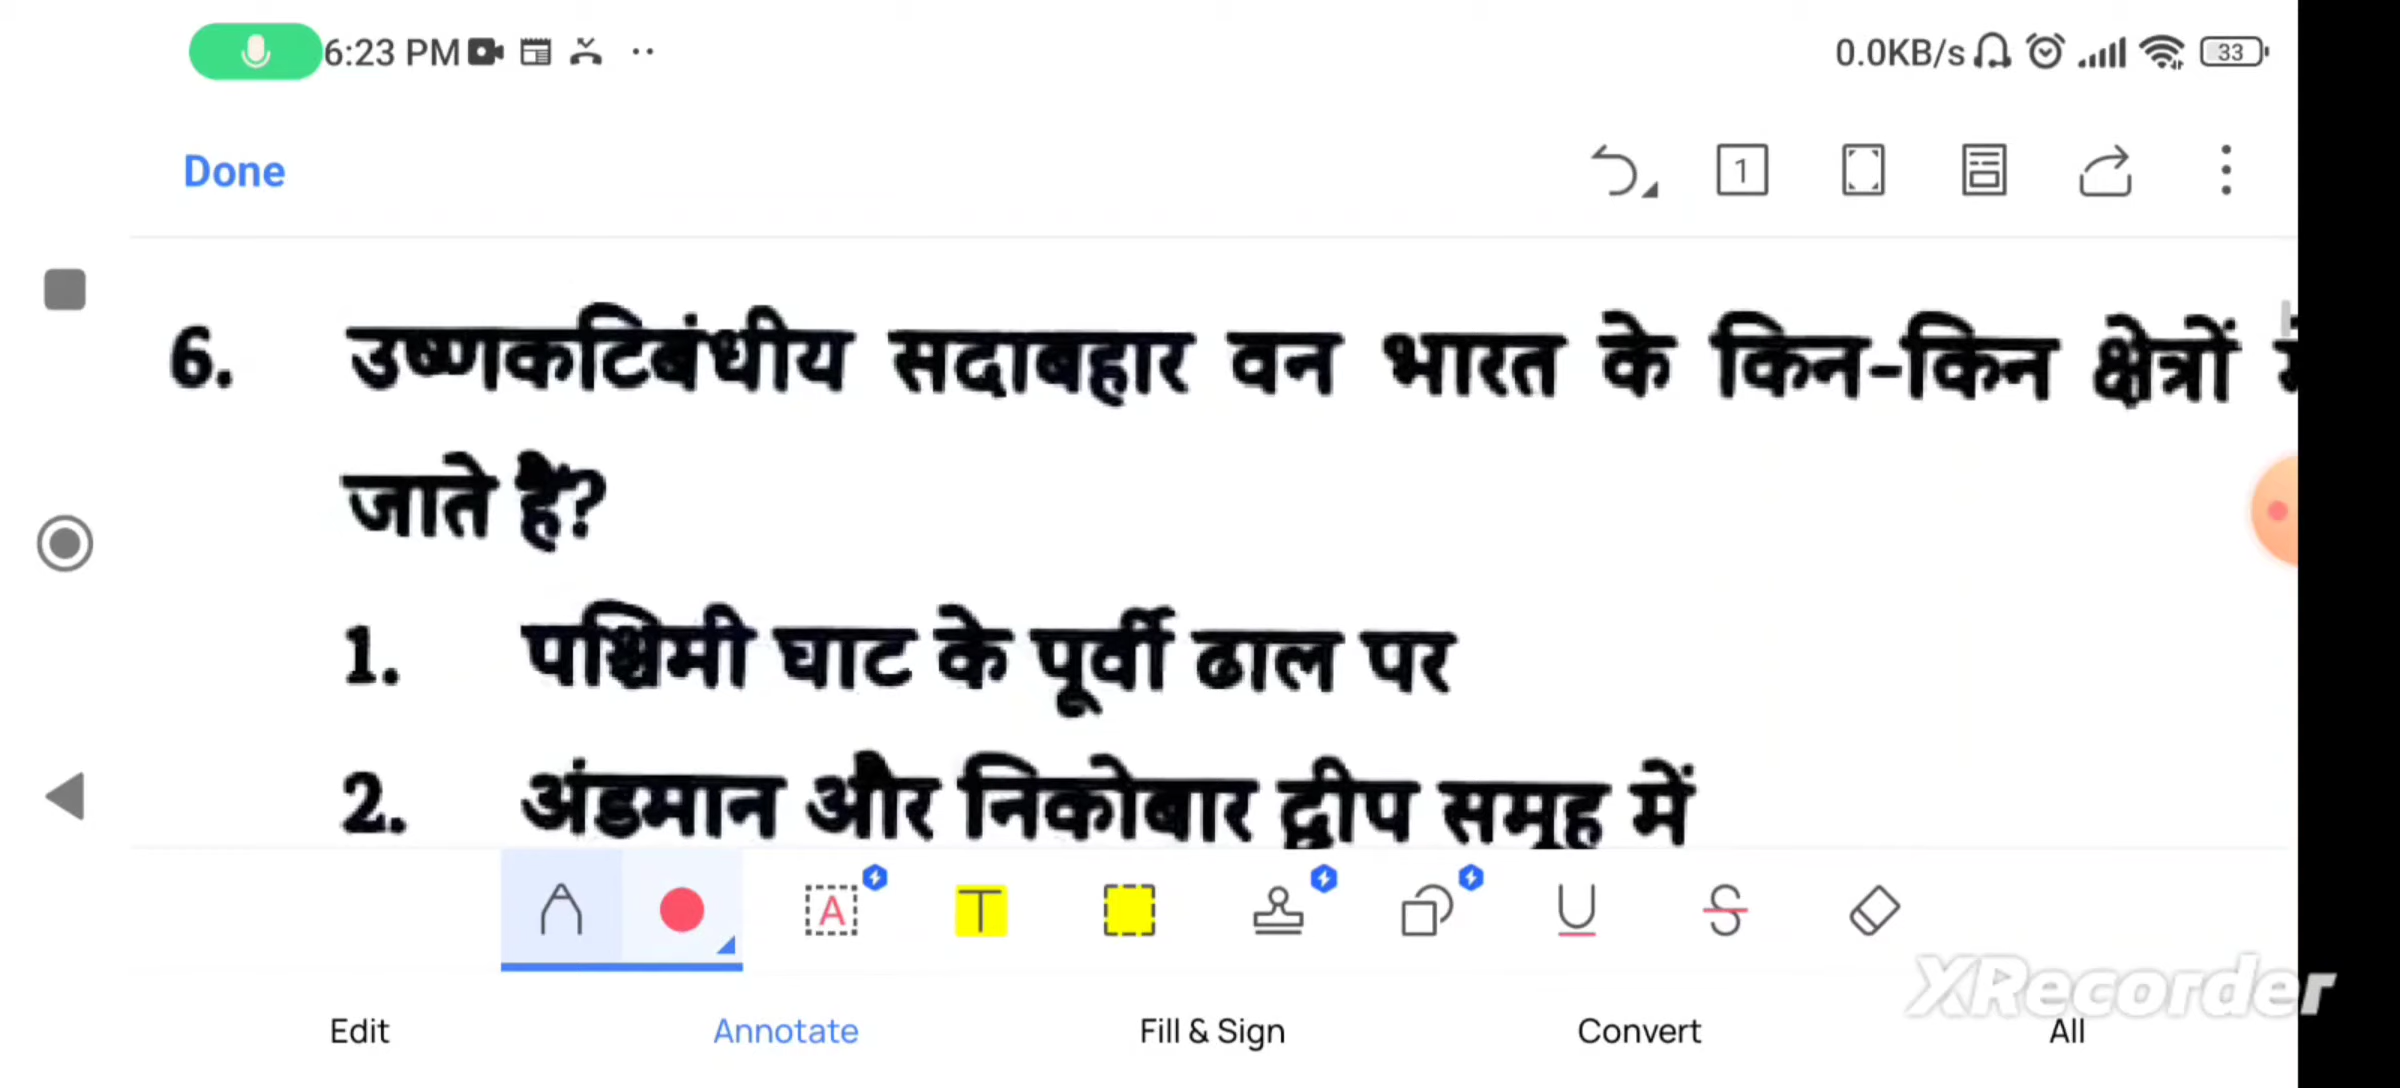 6:23 PM
0.0KB/s
33
Done
1
6. उष्णकटिबंधीय सदाबहार वन भारत के किन-किन क्षेत्रों
जाते हैं?
1. पश्चिमी घाट के पूर्वी ढाल पर
2. अंडमान और निकोबार द्वीप समूह में
A T U S
XRecorder
Edit Annotate Fill & Sign Convert All